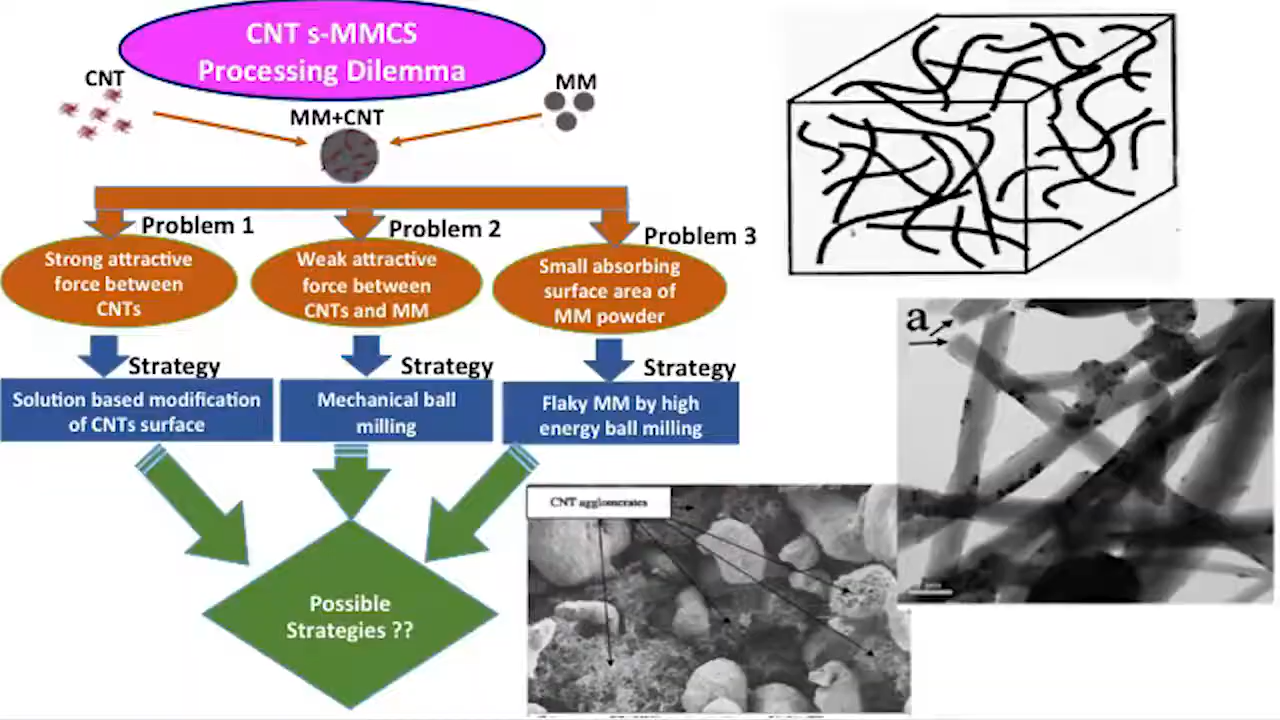 CNT s-MMCS
Processing Dilemma
CNT
MM
MM+CNT
Problem 1
Problem 2
Problem 3
Strong attractive
force between
CNTs
Weak attractive
force between
CNTs and MM
Small absorbing
surface area of
MM powder
Strategy
Strategy
Strategy
Solution based modification
of CNTs surface
Mechanical ball
milling
Flaky MM by high
energy ball milling
Possible
Strategies ??
CNT agglomerates
a